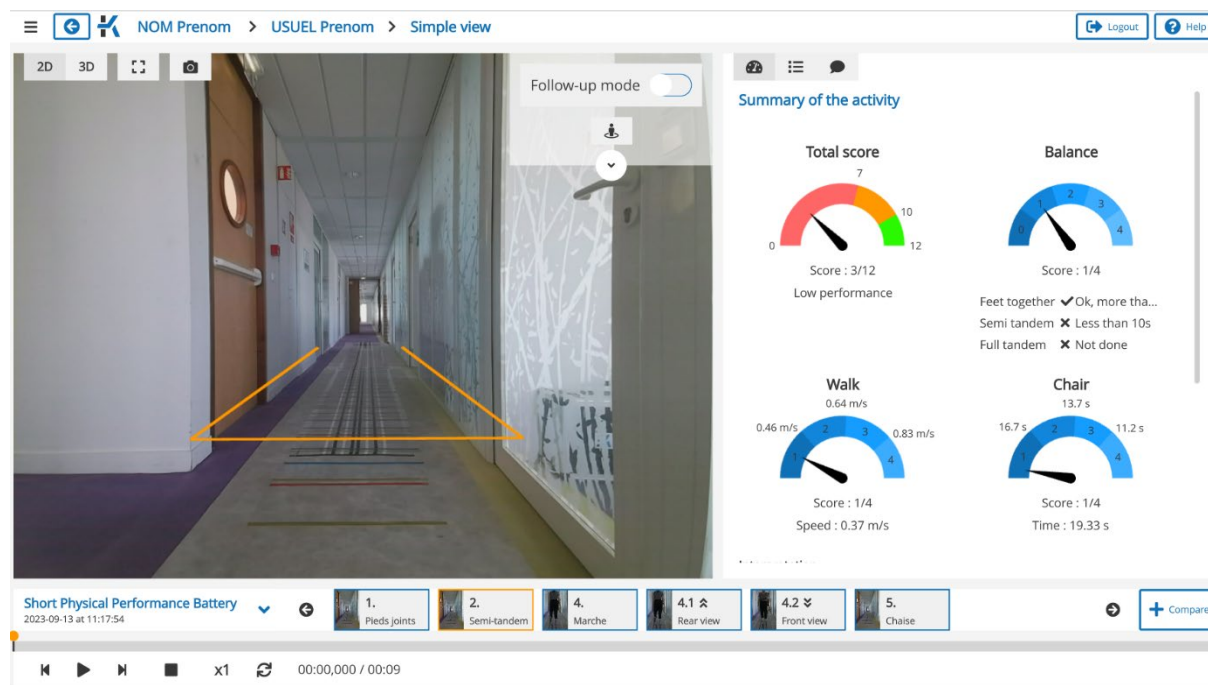 NOM Prenom > USUEL Prenom > Simple view
Logout
Help
2D 3D
Follow-up mode
Summary of the activity
Total score
7
10
0
12
Score : 3/12
Low performance
Balance
0 1 2 3 4
Score : 1/4
Feet together Ok, more tha...
Semi tandem Less than 10s
Full tandem Not done
Walk
0.64 m/s
0.46 m/s
0.83 m/s
1 2 3 4
Score : 1/4
Speed : 0.37 m/s
Chair
13.7 s
16.7 s
11.2 s
1 2 3 4
Score : 1/4
Time : 19.33 s
Short Physical Performance Battery
2023-09-13 at 11:17:54
1.
Pieds joints
2.
Semi-tandem
4.
Marche
4.1
Rear view
4.2
Front view
5.
Chaise
Compare
x1
00:00,000 / 00:09